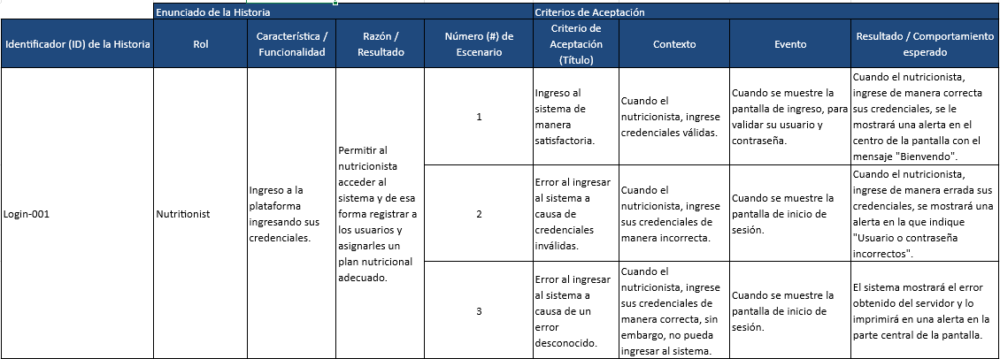 Enunciado de la Historia
Criterios de Aceptación
Identificador (ID) de la Historia
Rol
Característica /
Funcionalidad
Razón /
Resultado
Número (#) de
Escenario
Criterio de
Aceptación
(Título)
Contexto
Evento
Resultado / Comportamiento
esperado
Login-001
Nutritionist
Ingreso a la
plataforma
ingresando sus
credenciales.
Permitir al
nutricionista
acceder al
sistema y de esa
forma registrar a
los usuarios y
asignarles un
plan nutricional
adecuado.
1
Ingreso al
sistema de
manera
satisfactoria.
Cuando el
nutricionista, ingrese
credenciales válidas.
Cuando se muestre la
pantalla de ingreso, para
validar su usuario y
contraseña.
Cuando el nutricionista,
ingrese de manera correcta
sus credenciales, se le
mostrará una alerta en el
centro de la pantalla con el
mensaje "Bienvendo".
2
Error al ingresar
al sistema a
causa de
credenciales
inválidas.
Cuando el
nutricionista, ingrese
sus credenciales de
manera incorrecta.
Cuando se muestre la
pantalla de inicio de
sesión.
Cuando el nutricionista,
ingrese de manera errada sus
credenciales, se mostrará una
alerta en la que indique
"Usuario o contraseña
incorrectos".
3
Error al ingresar
al sistema a
causa de un
error
desconocido.
Cuando el
nutricionista, ingrese
sus credenciales de
manera correcta, sin
embargo, no pueda
ingresar al sistema.
Cuando se muestre la
pantalla de inicio de
sesión.
El sistema mostrará el error
obtenido del servidor y lo
imprimirá en una alerta en la
parte central de la pantalla.